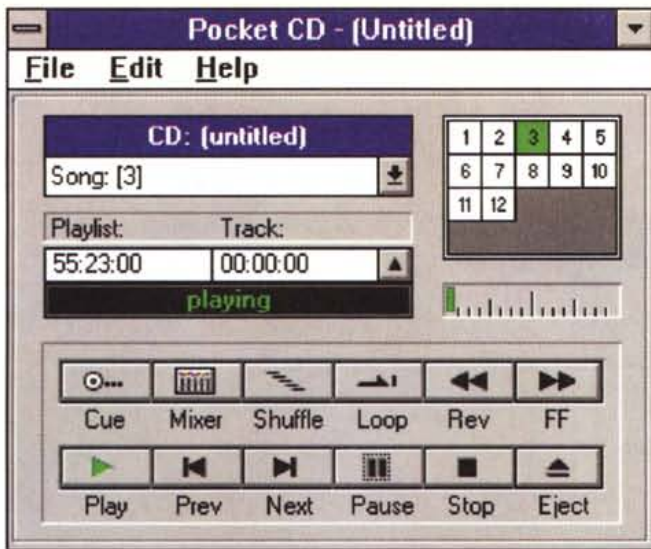 Pocket CD - (Untitled)
File Edit Help
CD: (untitled)
Song: [3]
1 2 3 4 5
6 7 8 9 10
11 12
Playlist: Track:
55:23:00 00:00:00
playing
Cue Mixer Shuffle Loop Rev FF
Play Prev Next Pause Stop Eject